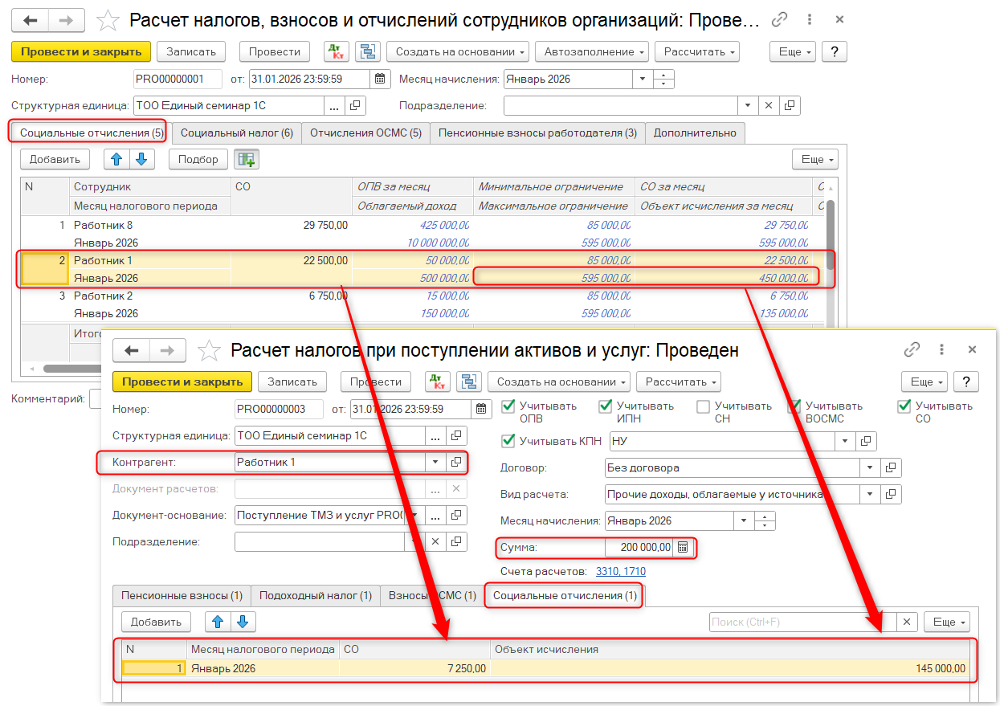 Расчет налогов, взносов и отчислений сотрудников организаций: Прове...
Провести и закрыть Записать Провести Дт Кт Создать на основании Автозаполнение Рассчитать Еще ?
Номер: PRO00000001 от: 31.01.2026 23:59:59 Месяц начисления: Январь 2026
Структурная единица: ТОО Единый семинар 1С ... Подразделение:
Социальные отчисления (5) Социальный налог (6) Отчисления ОСМС (5) Пенсионные взносы работодателя (3) Дополнительно
Добавить Подбор Еще
N Сотрудник СО ОПВ за месяц Минимальное ограничение СО за месяц
Месяц налогового периода Облагаемый доход Максимальное ограничение Объект исчисления за месяц
1 Работник 8 29 750,00 425 000,00 85 000,00 29 750,00
Январь 2026 10 000 000,00 595 000,00 595 000,00
2 Работник 1 22 500,00 50 000,00 85 000,00 22 500,00
Январь 2026 500 000,00 595 000,00 450 000,00
3 Работник 2 6 750,00 15 000,00 85 000,00 6 750,00
Январь 2026 150 000,00 595 000,00 135 000,00
Комментарий:
Расчет налогов при поступлении активов и услуг: Проведен
Провести и закрыть Записать Провести Дт Кт Создать на основании Рассчитать Еще ?
Номер: PRO00000003 от: 31.01.2026 23:59:59
Учитывать ОПВ Учитывать ИПН Учитывать СН Учитывать ВОСМС Учитывать СО
Структурная единица: ТОО Единый семинар 1С ... Учитывать КПН НУ
Контрагент: Работник 1 Договор: Без договора
Документ расчетов: ... Вид расчета: Прочие доходы, облагаемые у источника
Документ-основание: Поступление ТМЗ и услуг PRO ... Месяц начисления: Январь 2026
Подразделение: Сумма: 200 000,00
Счета расчетов: 3310, 1710
Пенсионные взносы (1) Подоходный налог (1) Взносы ОСМС (1) Социальные отчисления (1)
Добавить Поиск (Ctrl+F) Еще
N Месяц налогового периода СО Объект исчисления
1 Январь 2026 7 250,00 145 000,00